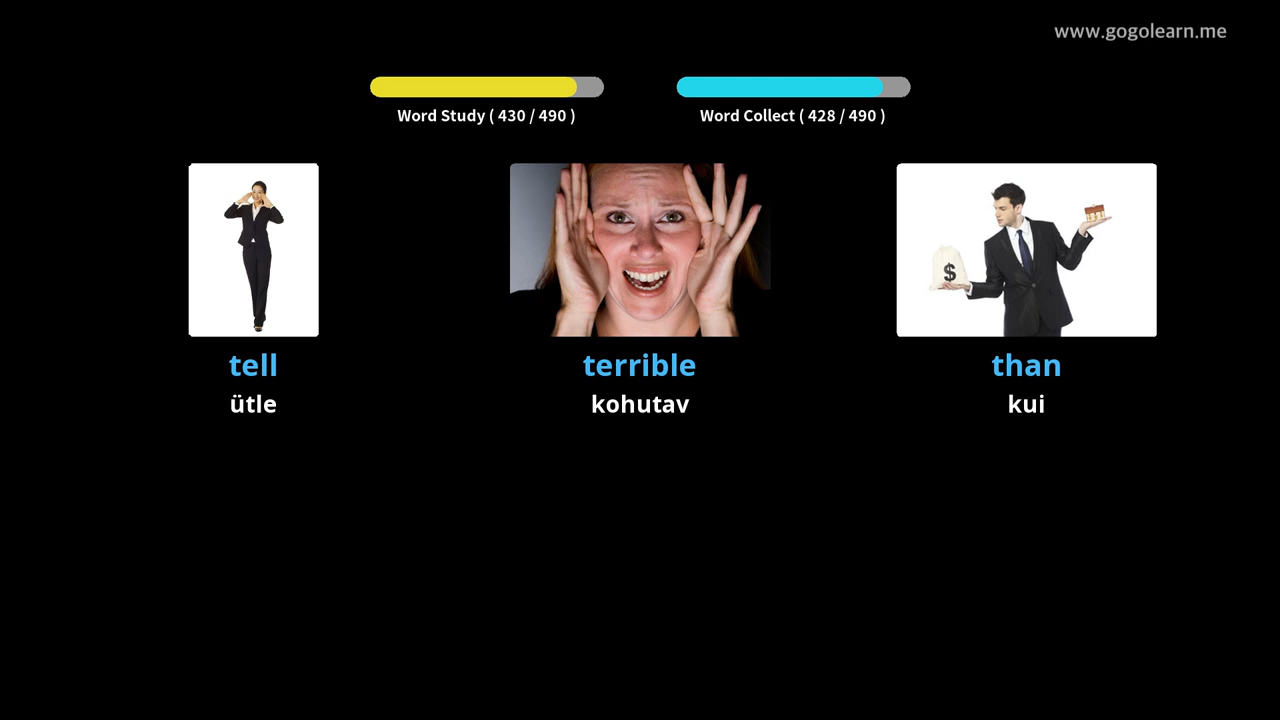 www.gogolearn.me
Word Study ( 430 / 490 )
Word Collect ( 428 / 490 )
$
$
tell
terrible
than
ütle
kohutav
kui